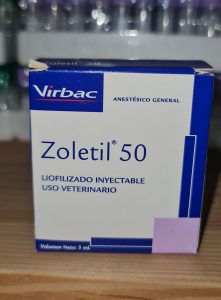 Virbac
ANESTÉSICO GENERAL
Zoletil® 50
LIOFILIZADO INYECTABLE
USO VETERINARIO
Volumen Neto: 5 ml